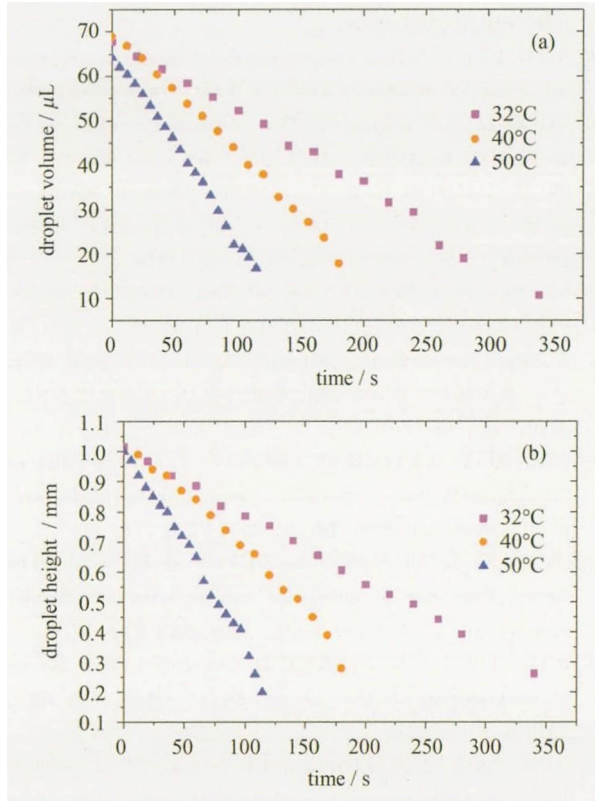 (a)
70
60
50
40
30
20
10
droplet volume / μL
32°C
40°C
50°C
0 50 100 150 200 250 300 350
time / s
(b)
1.1
1.0
0.9
0.8
0.7
0.6
0.5
0.4
0.3
0.2
0.1
droplet height / mm
32°C
40°C
50°C
0 50 100 150 200 250 300 350
time / s